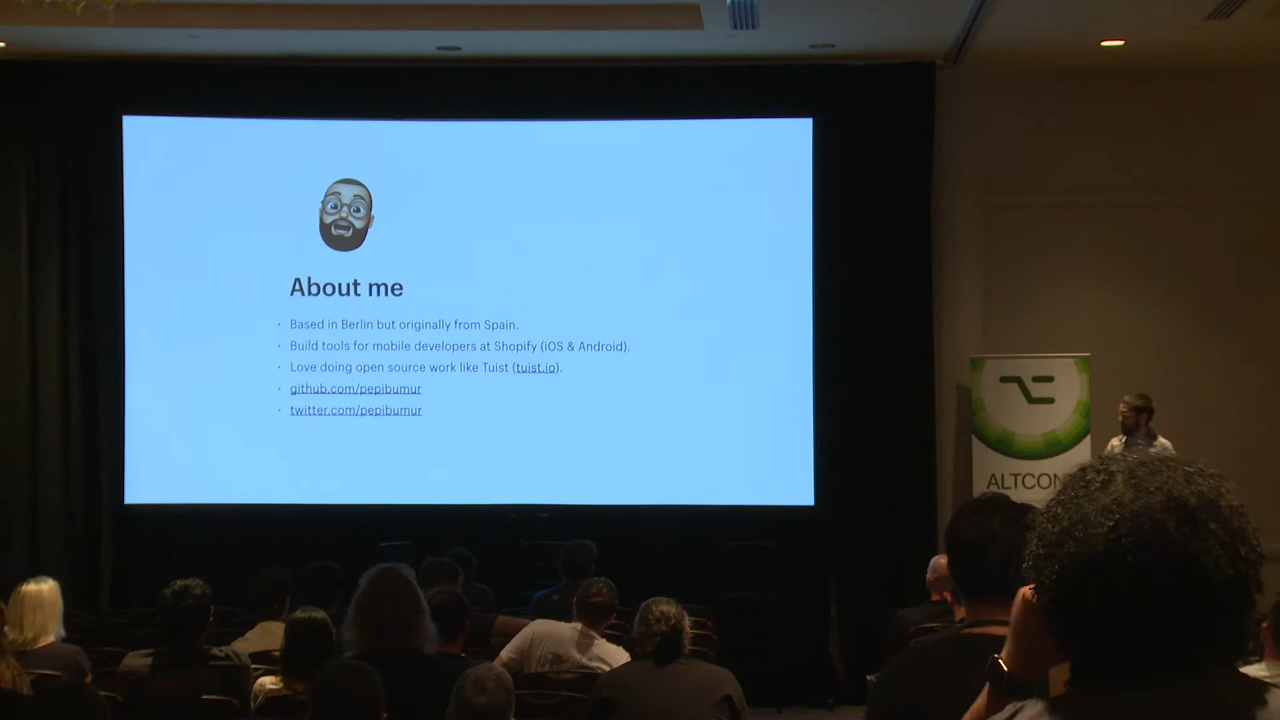 About me
· Based in Berlin but originally from Spain.
· Build tools for mobile developers at Shopify (iOS & Android).
· Love doing open source work like Tuist (tuist.io).
· github.com/pepibumur
· twitter.com/pepibumur
ALTCON